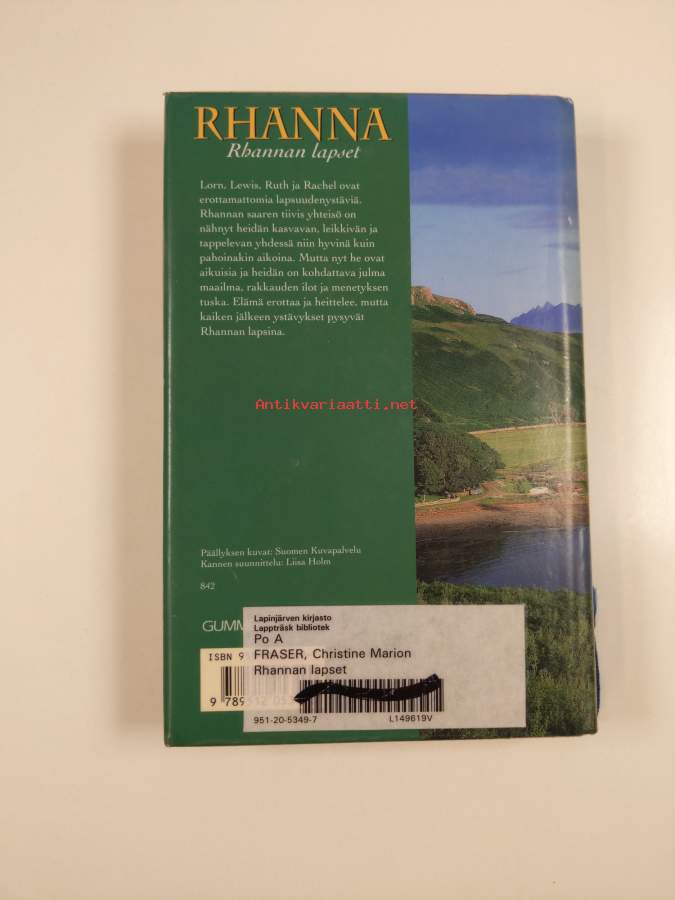 RHANNA
Rhannan lapset
Lorn, Lewis, Ruth ja Rachel ovat
erottamattomia lapsuudenystäviä.
Rhannan saaren tiivis yhteisö on
nähnyt heidän kasvavan, leikkivän ja
tappelevan yhdessä niin hyvinä kuin
pahoinakin aikoina. Mutta nyt he ovat
aikuisia ja heidän on kohdattava julma
maailma, rakkauden ilot ja menetyksen
tuska. Elämä erottaa ja heittelee, mutta
kaiken jälkeen ystävykset pysyvät
Rhannan lapsina.
Antikvariaatti.net
Päällyksen kuvat: Suomen Kuvapalvelu
Kannen suunnittelu: Liisa Holm
842
Lapinjärven kirjasto
Lappträsk bibliotek
Po A
FRASER, Christine Marion
Rhannan lapset
ISBN
951-20-5349-7 L149619V